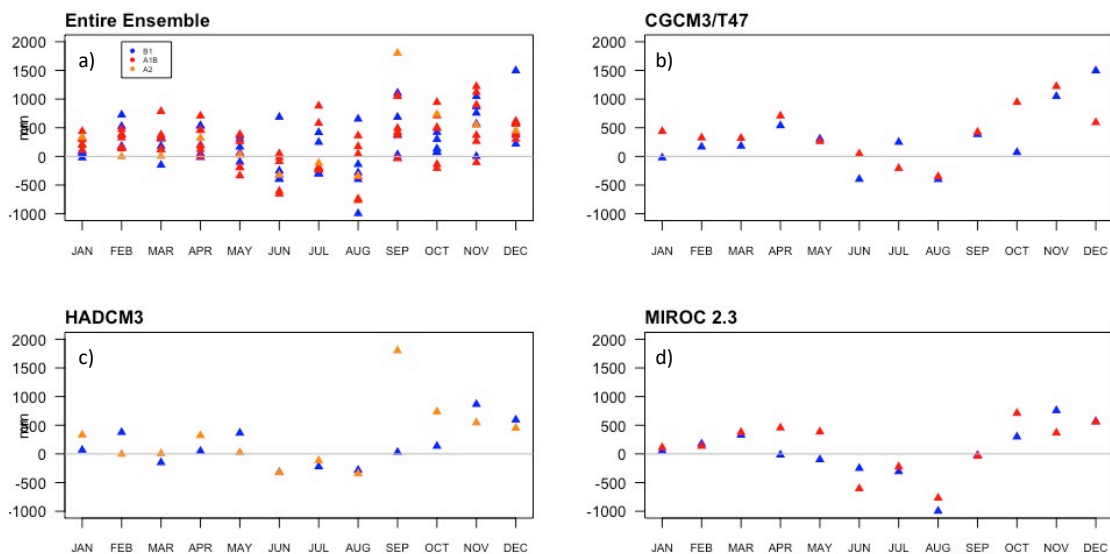 Entire Ensemble
a)
B1
A1B
A2
2000
1500
1000
500
0
-500
-1000
mm
JAN FEB MAR APR MAY JUN JUL AUG SEP OCT NOV DEC
CGCM3/T47
b)
2000
1500
1000
500
0
-500
-1000
JAN FEB MAR APR MAY JUN JUL AUG SEP OCT NOV DEC
HADCM3
c)
2000
1500
1000
500
0
-500
-1000
mm
JAN FEB MAR APR MAY JUN JUL AUG SEP OCT NOV DEC
MIROC 2.3
d)
2000
1500
1000
500
0
-500
-1000
JAN FEB MAR APR MAY JUN JUL AUG SEP OCT NOV DEC